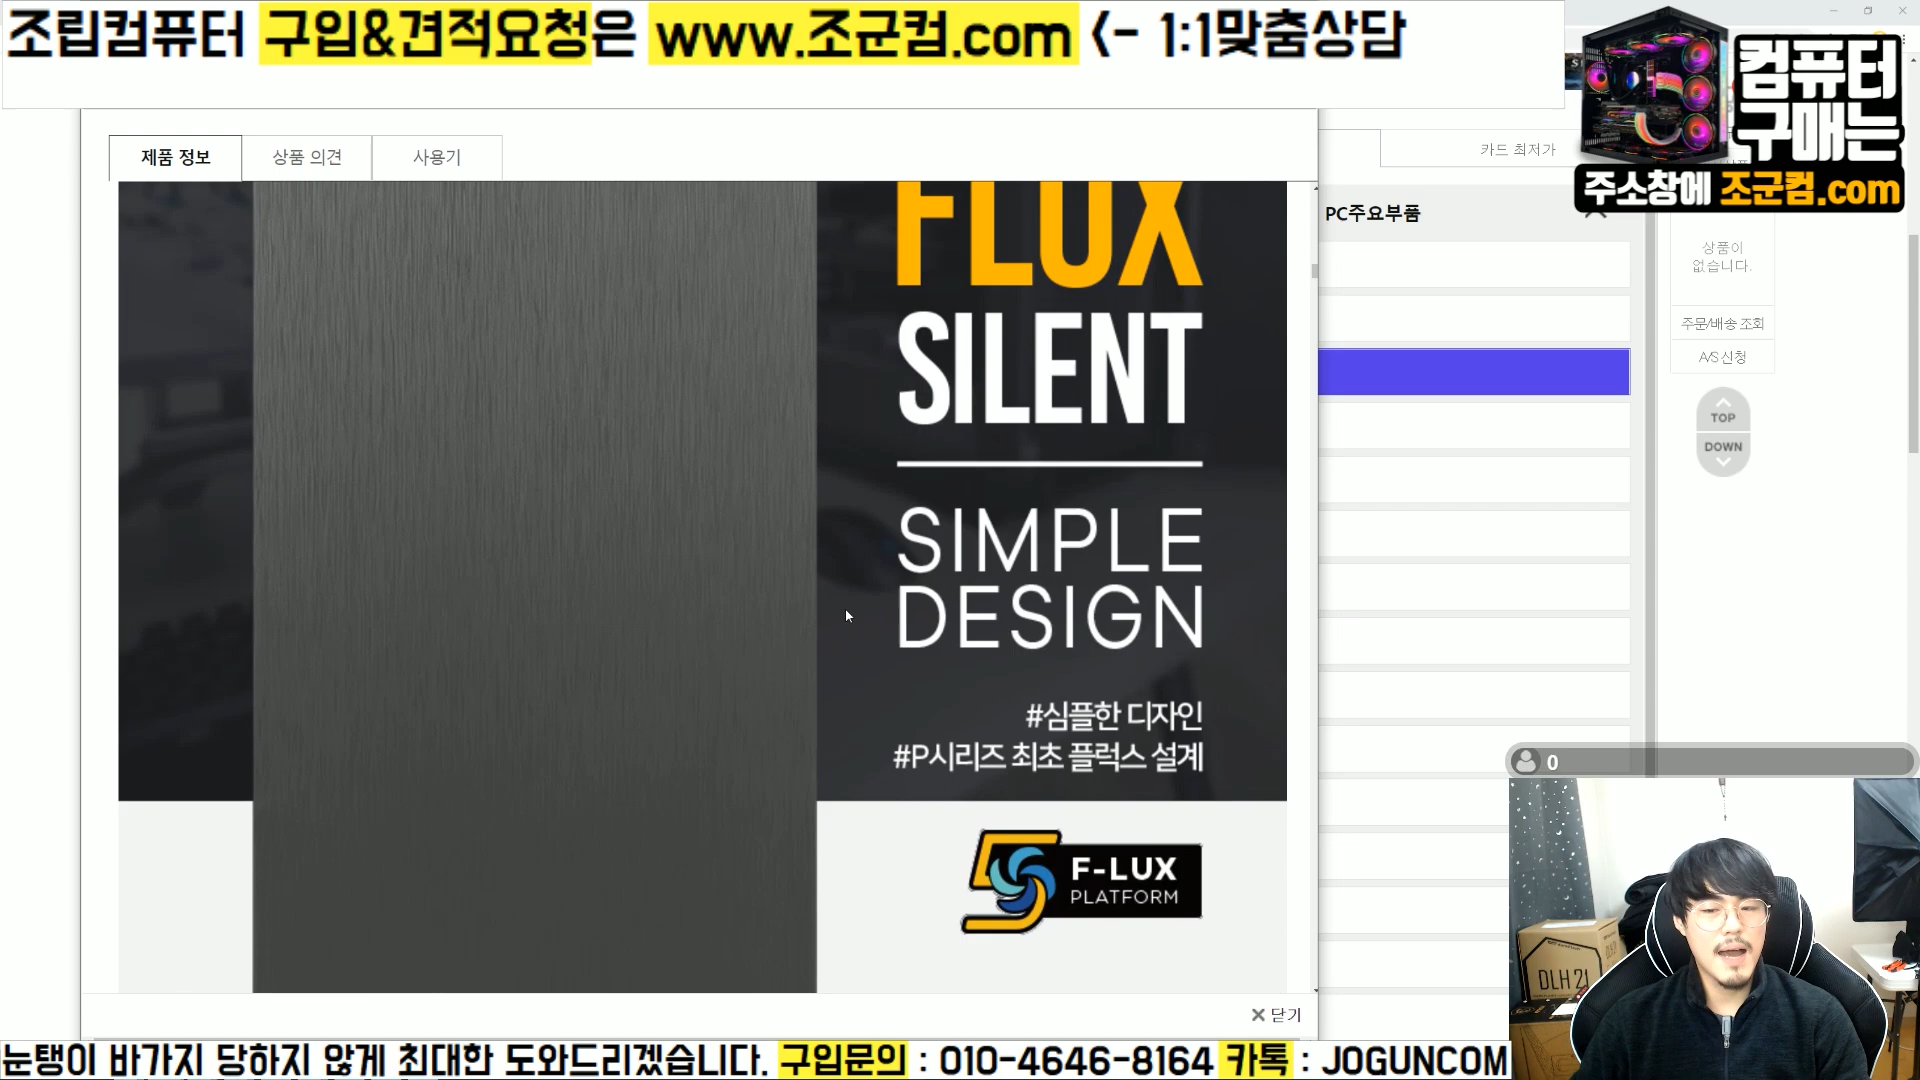 조립컴퓨터 구입&견적요청은 www.조군컴.com <- 1:1맞춤상담
컴퓨터
구매는
주소창에 조군컴.com
제품 정보
상품 의견
사용기
카드 최저가
PC주요부품
상품이
없습니다.
주문/배송 조회
A/S 신청
TOP
DOWN
FLUX
SILENT
SIMPLE
DESIGN
#심플한 디자인
#P시리즈 최초 플럭스 설계
F-LUX
PLATFORM
0
DLH 21
✕ 닫기
눈탱이 바가지 당하지 않게 최대한 도와드리겠습니다. 구입문의 : 010-4646-8164 카톡 : JOGUNCOM